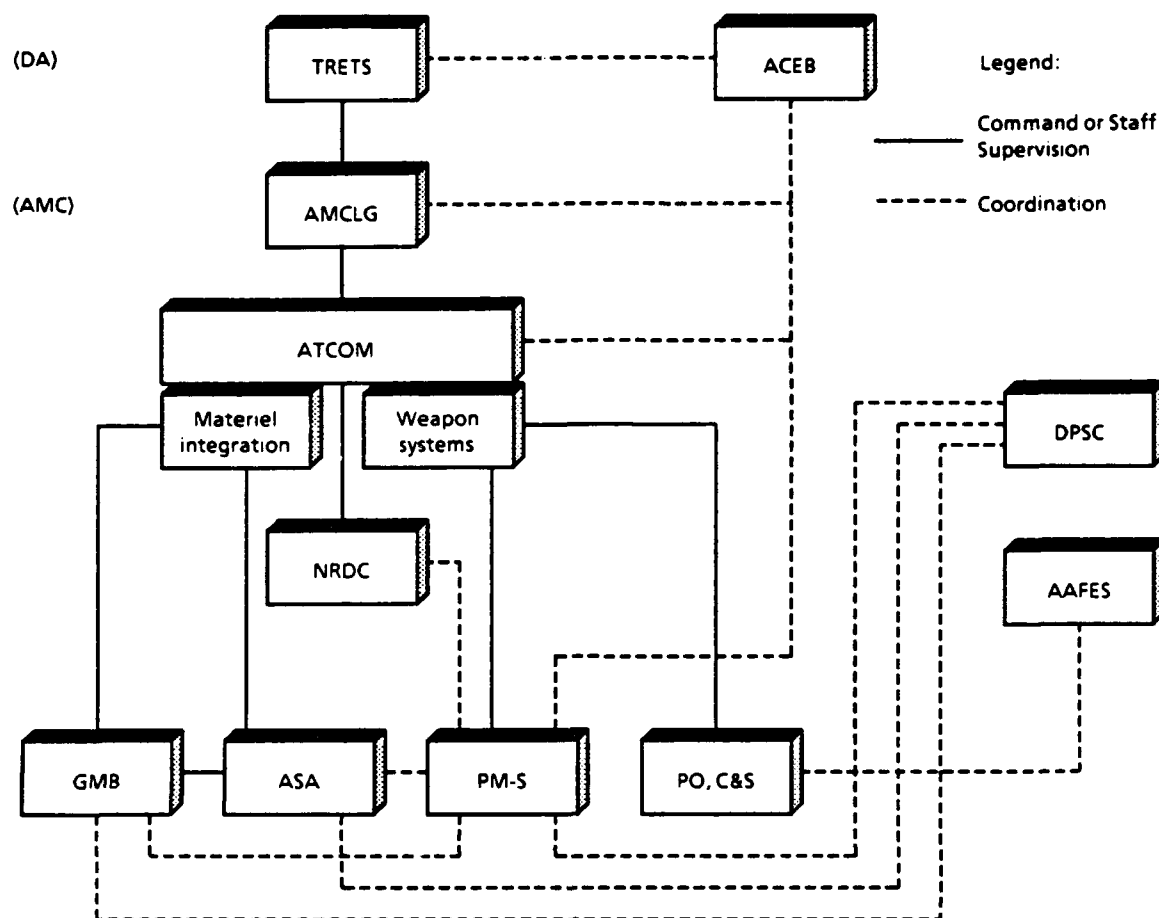 (DA)
TRETS
ACEB
Legend:
Command or Staff
Supervision
(AMC)
AMCLG
Coordination
ATCOM
Materiel
integration
Weapon
systems
DPSC
NRDC
AAFES
GMB
ASA
PM-S
PO, C&S